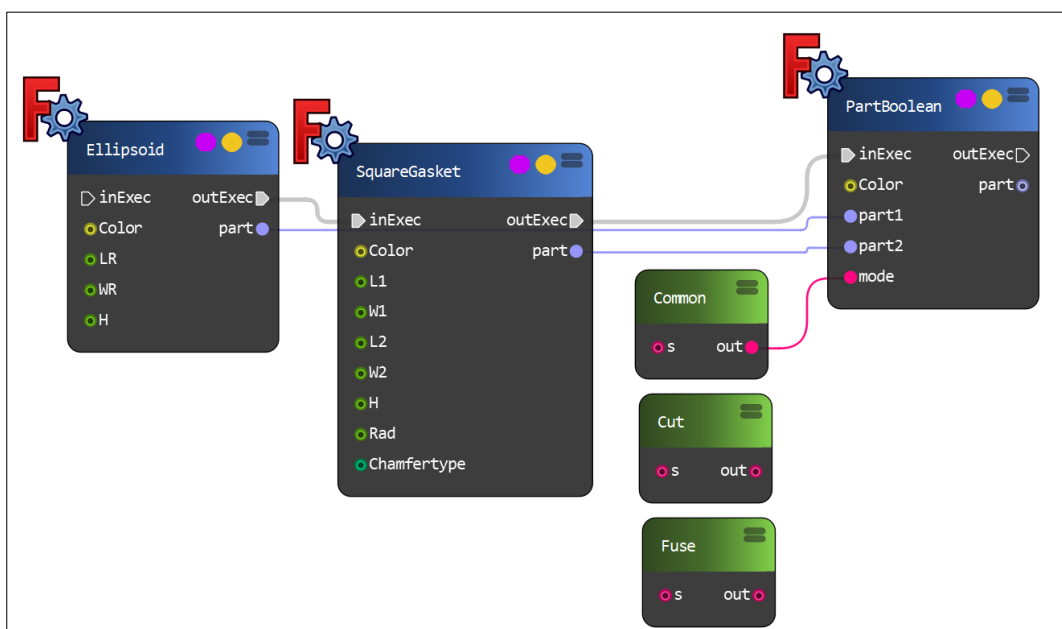 Ellipsoid
inExec outExec
Color part
LR
WR
H
SquareGasket
inExec outExec
Color part
L1
W1
L2
W2
H
Rad
Chamfertype
PartBoolean
inExec outExec
Color part
part1
part2
mode
Common
s out
Cut
s out
Fuse
s out